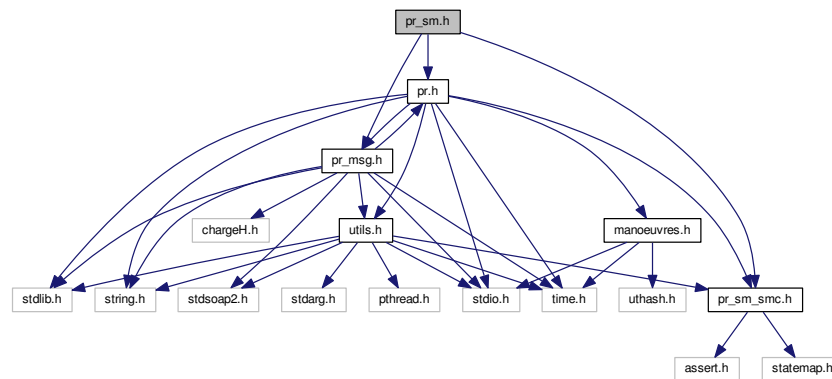 pr_sm.h
pr.h
pr_msg.h
chargeH.h
utils.h
manoeuvres.h
stdlib.h
string.h
stdsoap2.h
stdarg.h
pthread.h
stdio.h
time.h
uthash.h
pr_sm_smc.h
assert.h
statemap.h